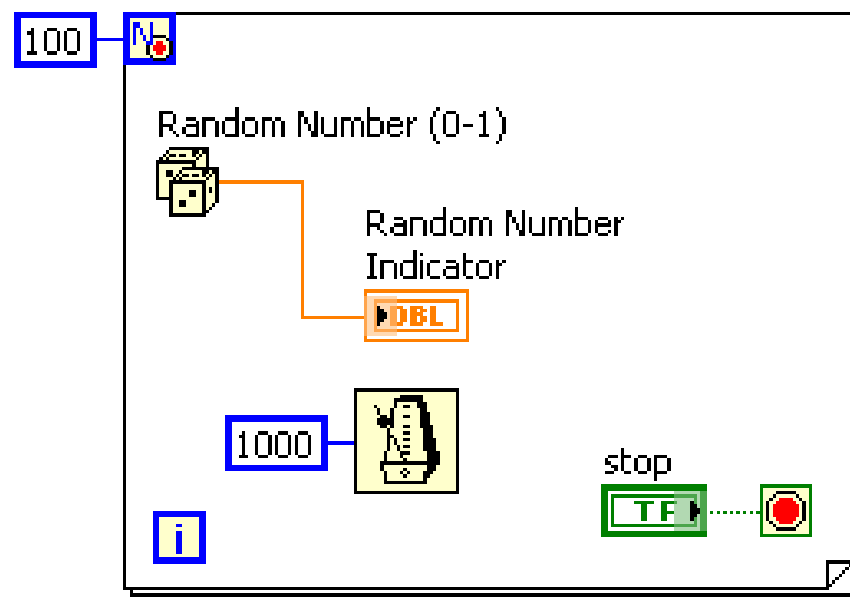 100
N
Random Number (0-1)
Random Number
Indicator
DBL
1000
stop
TF
i